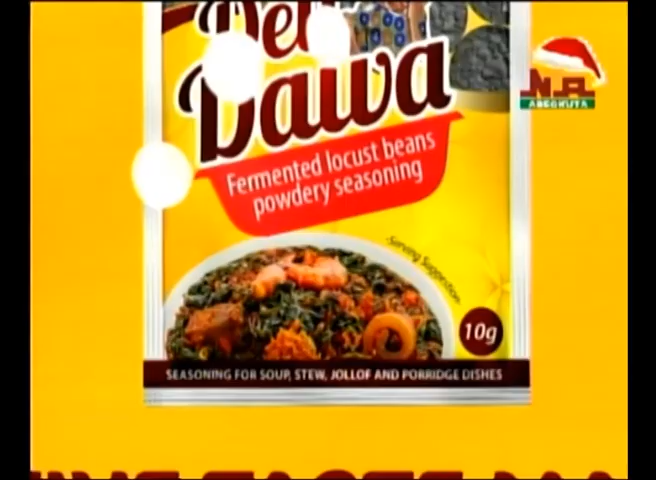 Dawa
Fermented locust beans
powdery seasoning
Serving Suggestion
10g
SEASONING FOR SOUP, STEW, JOLLOF AND PORRIDGE DISHES
ABEOKUTA